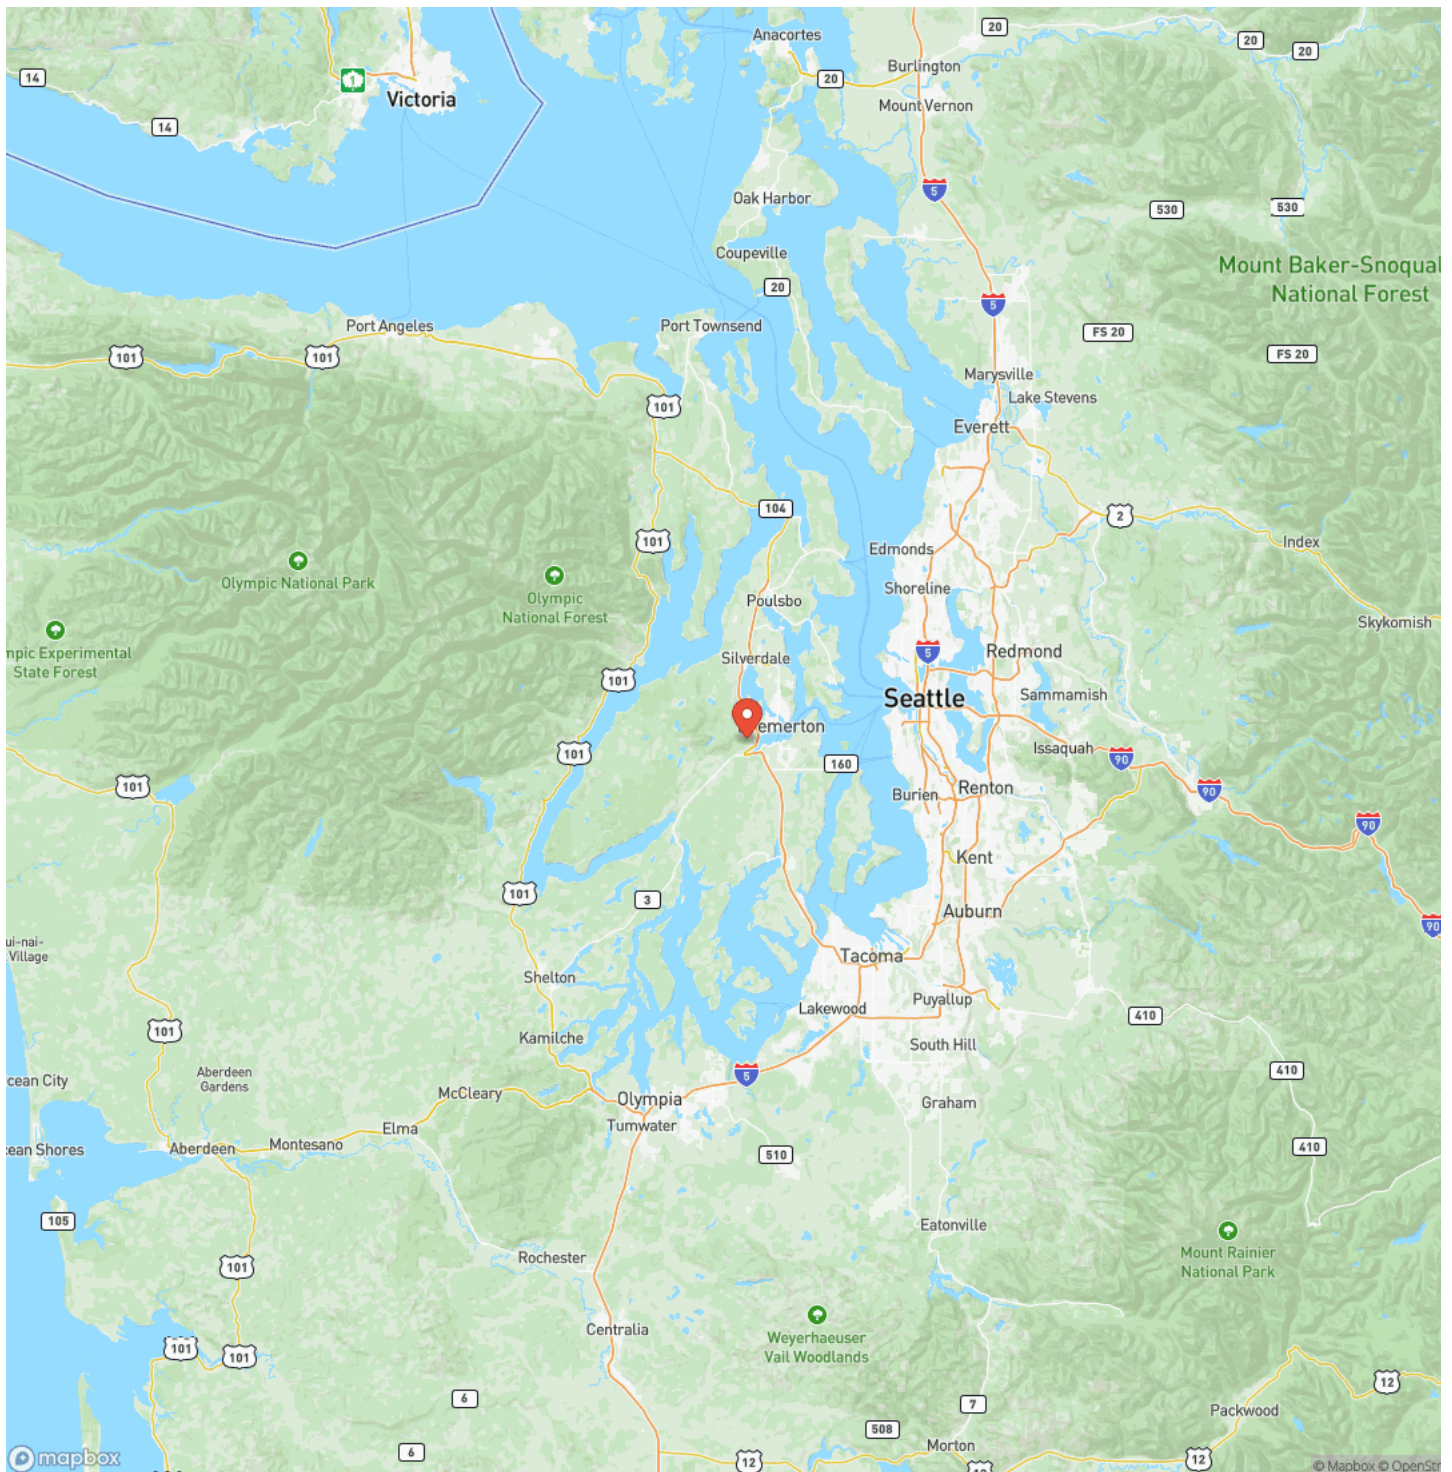 Anacortes
20
20
20
14
1
Victoria
20
Burlington
Mount Vernon
14
5
Oak Harbor
530
530
Coupeville
Mount Baker-Snoqual
National Forest
20
5
Port Angeles
Port Townsend
FS 20
101
101
FS 20
Marysville
101
Lake Stevens
Everett
104
2
101
Index
Edmonds
Olympic National Park
Olympic
National Forest
Shoreline
Poulsbo
Skykomish
mpic Experimental
State Forest
5
Redmond
Silverdale
101
Seattle
Sammamish
emerton
101
Issaquah
90
160
101
Burien
Renton
90
90
Kent
101
3
Auburn
90
ui-nai-
Village
Tacoma
Shelton
Puyallup
Lakewood
410
101
Kamilche
South Hill
Aberdeen
Gardens
cean City
5
410
McCleary
Olympia
Graham
Elma
Tumwater
cean Shores
Aberdeen
Montesano
510
410
105
Eatonville
Mount Rainier
National Park
Rochester
101
Centralia
Weyerhaeuser
Vail Woodlands
101
101
12
6
7
Packwood
508
6
Morton
mapbox
12
12
12
© Mapbox © OpenStr